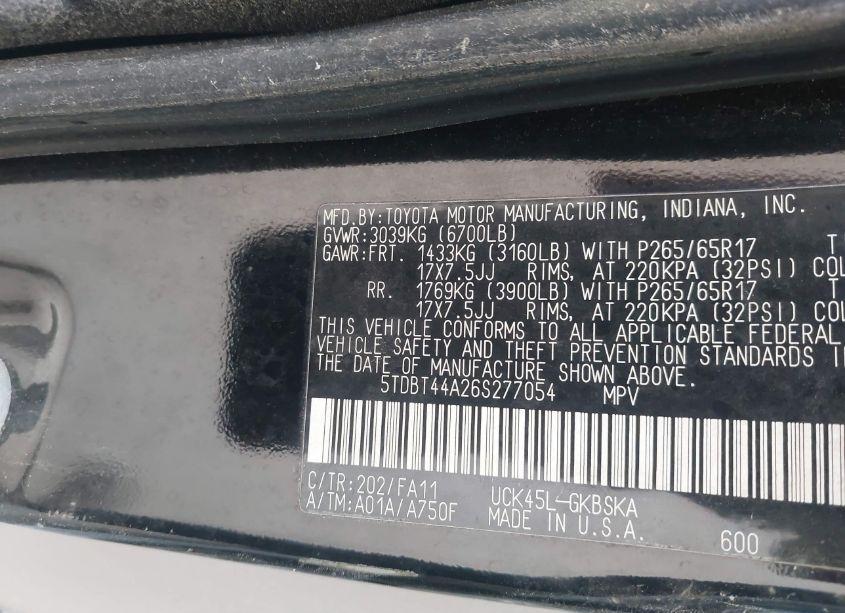 MFD.BY:TOYOTA MOTOR MANUFACTURING, INDIANA, INC.
GVWR:3039KG (6700LB)
GAWR:FRT. 1433KG (3160LB) WITH P265/65R17 T
17X7.5JJ RIMS, AT 220KPA (32PSI) COL
RR. 1769KG (3900LB) WITH P265/65R17 T
17X7.5JJ RIMS, AT 220KPA (32PSI) COL
THIS VEHICLE CONFORMS TO ALL APPLICABLE FEDERAL
VEHICLE SAFETY AND THEFT PREVENTION STANDARDS IN
THE DATE OF MANUFACTURE SHOWN ABOVE.
5TDBT44A26S277054 MPV
C/TR:202/FA11 UCK45L-GKBSKA
A/TM:A01A/A750F MADE IN U.S.A. 600